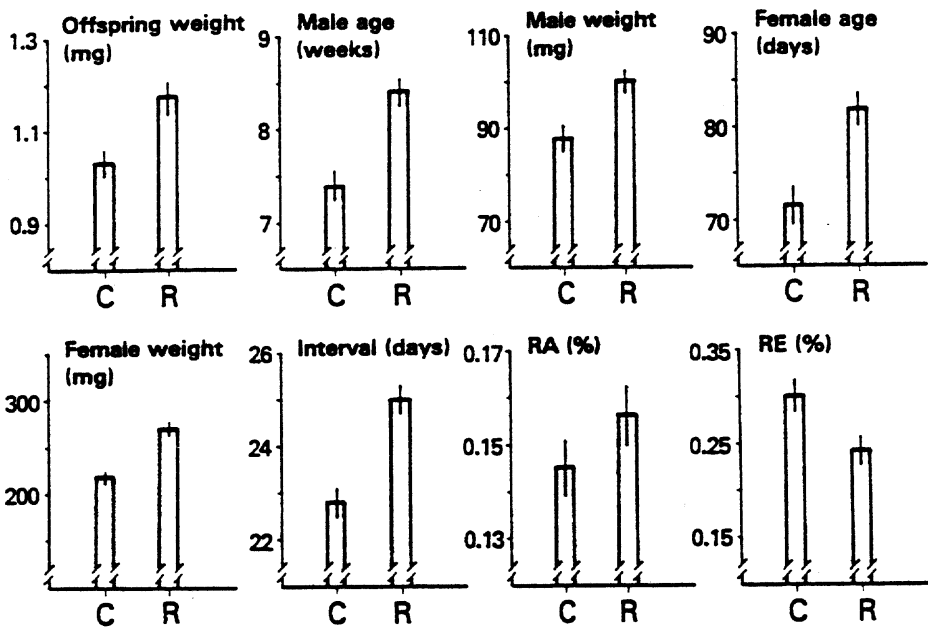 Offspring weight
(mg)
1.3
1.1
0.9
C R
Male age
(weeks)
9
8
7
C R
Male weight
(mg)
110
90
70
C R
Female age
(days)
90
80
70
C R
Female weight
(mg)
300
200
C R
Interval (days)
26
24
22
C R
RA (%)
0.17
0.15
0.13
C R
RE (%)
0.35
0.25
0.15
C R